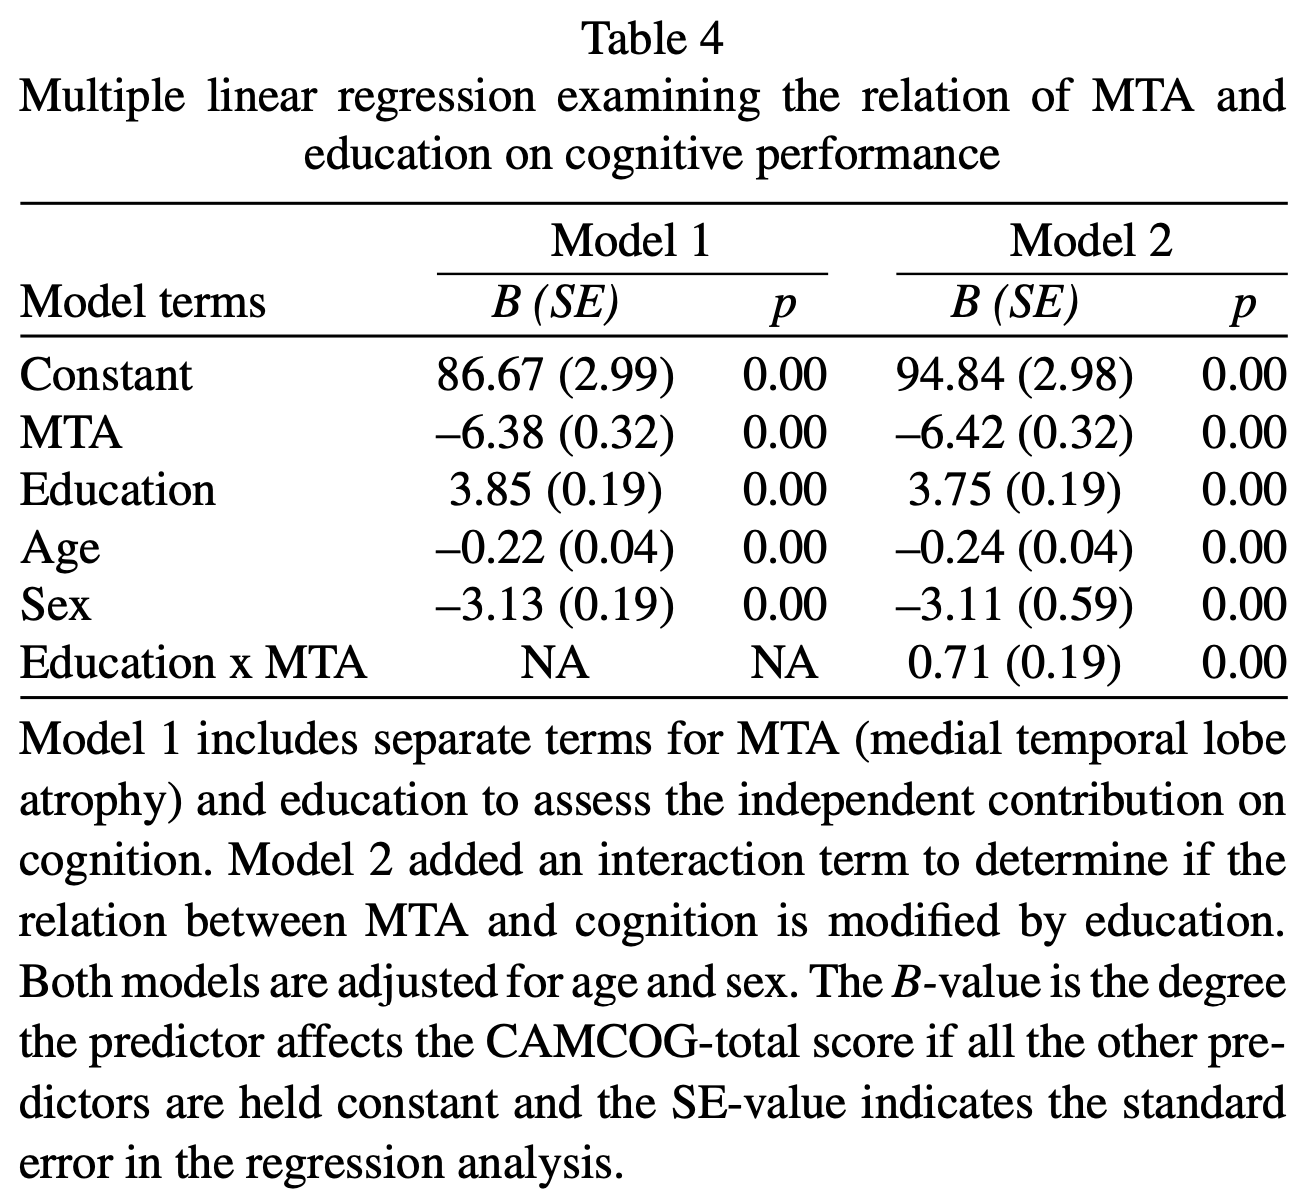 Table 4
Multiple linear regression examining the relation of MTA and
education on cognitive performance
Model 1 Model 2
Model terms B (SE) p B (SE) p
Constant 86.67 (2.99) 0.00 94.84 (2.98) 0.00
MTA –6.38 (0.32) 0.00 –6.42 (0.32) 0.00
Education 3.85 (0.19) 0.00 3.75 (0.19) 0.00
Age –0.22 (0.04) 0.00 –0.24 (0.04) 0.00
Sex –3.13 (0.19) 0.00 –3.11 (0.59) 0.00
Education x MTA NA NA 0.71 (0.19) 0.00
Model 1 includes separate terms for MTA (medial temporal lobe
atrophy) and education to assess the independent contribution on
cognition. Model 2 added an interaction term to determine if the
relation between MTA and cognition is modified by education.
Both models are adjusted for age and sex. The B-value is the degree
the predictor affects the CAMCOG-total score if all the other pre-
dictors are held constant and the SE-value indicates the standard
error in the regression analysis.